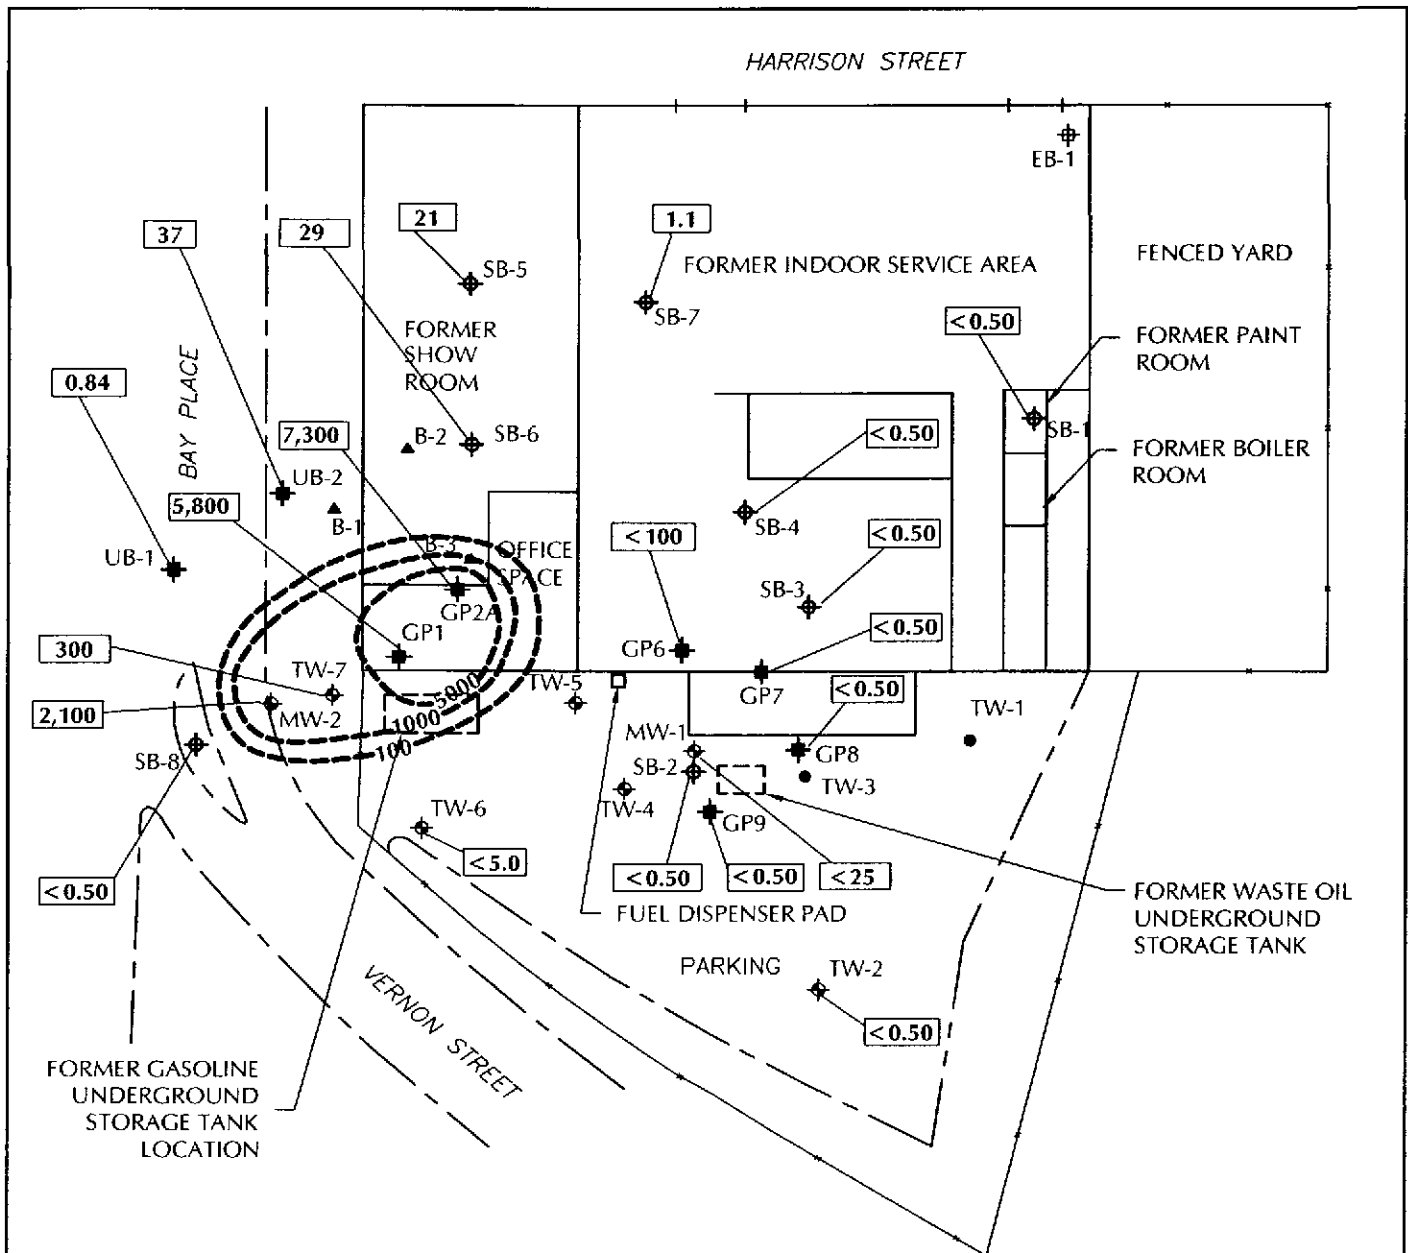 HARRISON STREET
EB-1
37
29
21
1.1
FORMER INDOOR SERVICE AREA
FENCED YARD
SB-5
SB-7
<0.50
FORMER
SHOW
ROOM
FORMER PAINT
ROOM
BAY PLACE
0.84
7,300
B-2
SB-6
<0.50
SB-1
FORMER BOILER
ROOM
UB-2
B-1
5,800
SB-4
<100
<0.50
UB-1
B-3
OFFICE
SPACE
GP2A
SB-3
<0.50
GP1
GP6
GP7
300
TW-7
TW-5
<0.50
5000
2,100
MW-2
1000
100
MW-1
TW-1
GP8
SB-8
SB-2
TW-3
TW-4
TW-6
GP9
<5.0
<0.50
<0.50
<0.50
<25
FUEL DISPENSER PAD
FORMER WASTE OIL
UNDERGROUND
STORAGE TANK
PARKING
TW-2
<0.50
VERNON STREET
FORMER GASOLINE
UNDERGROUND
STORAGE TANK
LOCATION